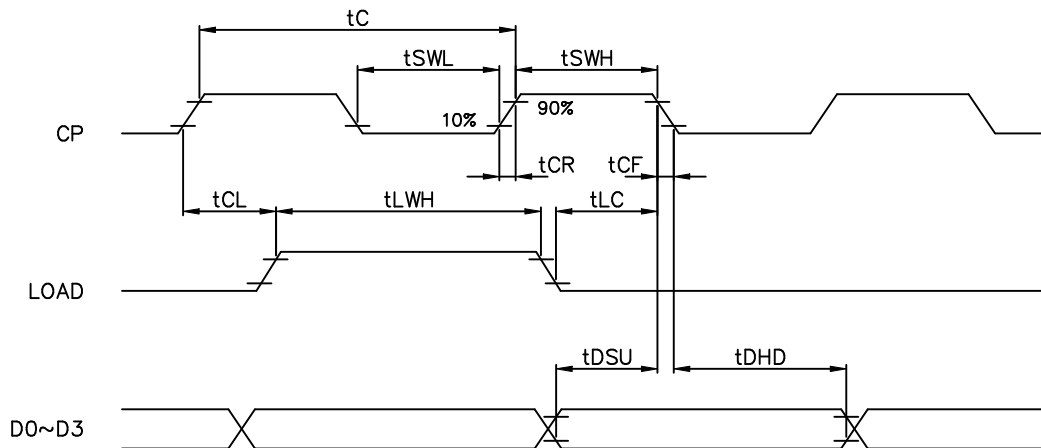 tC
tSWL
tSWH
CP
10%
90%
tCR
tCF
tCL
tLWH
tLC
LOAD
tDSU
tDHD
D0~D3